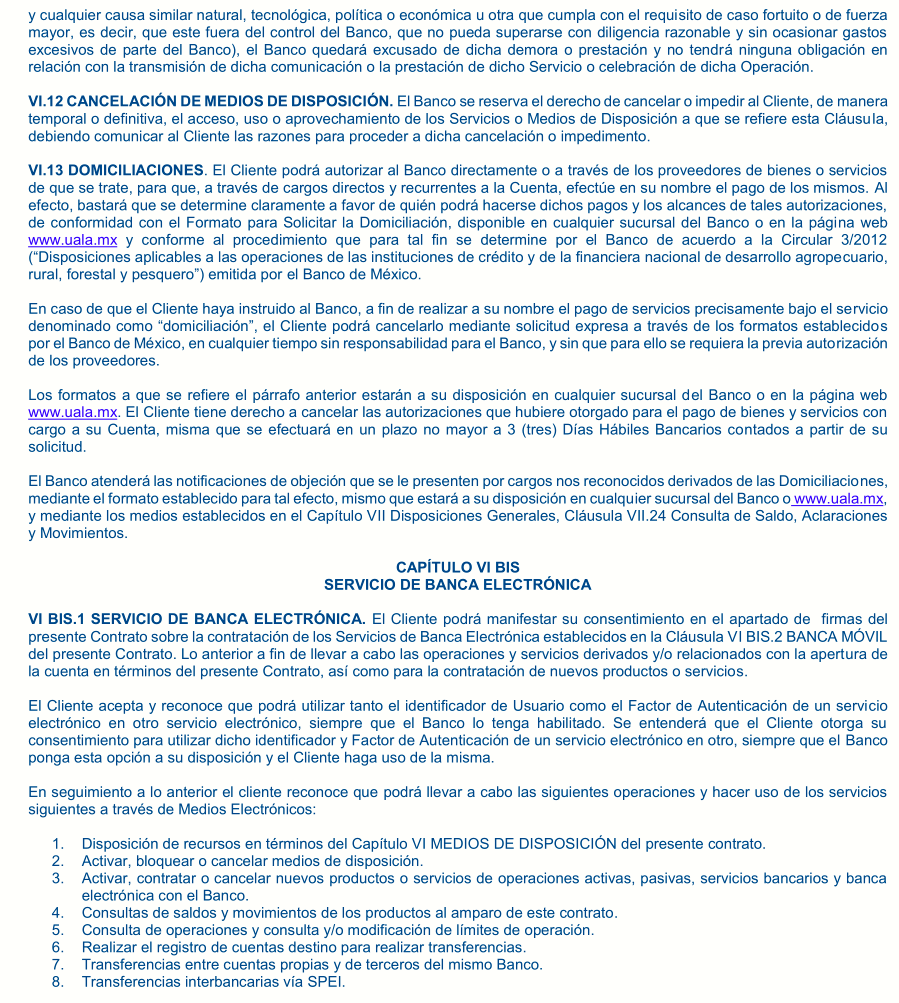 y cualquier causa similar natural, tecnológica, política o económica u otra que cumpla con el requisito de caso fortuito o de fuerza
mayor, es decir, que este fuera del control del Banco, que no pueda superarse con diligencia razonable y sin ocasionar gastos
excesivos de parte del Banco), el Banco quedará excusado de dicha demora o prestación y no tendrá ninguna obligación en
relación con la transmisión de dicha comunicación o la prestación de dicho Servicio o celebración de dicha Operación.
VI.12 CANCELACIÓN DE MEDIOS DE DISPOSICIÓN. El Banco se reserva el derecho de cancelar o impedir al Cliente, de manera
temporal o definitiva, el acceso, uso o aprovechamiento de los Servicios o Medios de Disposición a que se refiere esta Cláusula,
debiendo comunicar al Cliente las razones para proceder a dicha cancelación o impedimento.
VI.13 DOMICILIACIONES. El Cliente podrá autorizar al Banco directamente o a través de los proveedores de bienes o servicios
de que se trate, para que, a través de cargos directos y recurrentes a la Cuenta, efectúe en su nombre el pago de los mismos. Al
efecto, bastará que se determine claramente a favor de quién podrá hacerse dichos pagos y los alcances de tales autorizaciones,
de conformidad con el Formato para Solicitar la Domiciliación, disponible en cualquier sucursal del Banco o en la página web
www.uala.mx y conforme al procedimiento que para tal fin se determine por el Banco de acuerdo a la Circular 3/2012
(“Disposiciones aplicables a las operaciones de las instituciones de crédito y de la financiera nacional de desarrollo agropecuario,
rural, forestal y pesquero”) emitida por el Banco de México.
En caso de que el Cliente haya instruido al Banco, a fin de realizar a su nombre el pago de servicios precisamente bajo el servicio
denominado como “domiciliación”, el Cliente podrá cancelarlo mediante solicitud expresa a través de los formatos establecidos
por el Banco de México, en cualquier tiempo sin responsabilidad para el Banco, y sin que para ello se requiera la previa autorización
de los proveedores.
Los formatos a que se refiere el párrafo anterior estarán a su disposición en cualquier sucursal del Banco o en la página web
www.uala.mx. El Cliente tiene derecho a cancelar las autorizaciones que hubiere otorgado para el pago de bienes y servicios con
cargo a su Cuenta, misma que se efectuará en un plazo no mayor a 3 (tres) Días Hábiles Bancarios contados a partir de su
solicitud.
El Banco atenderá las notificaciones de objeción que se le presenten por cargos nos reconocidos derivados de las Domiciliaciones,
mediante el formato establecido para tal efecto, mismo que estará a su disposición en cualquier sucursal del Banco o www.uala.mx,
y mediante los medios establecidos en el Capítulo VII Disposiciones Generales, Cláusula VII.24 Consulta de Saldo, Aclaraciones
y Movimientos.
CAPÍTULO VI BIS
SERVICIO DE BANCA ELECTRÓNICA
VI BIS.1 SERVICIO DE BANCA ELECTRÓNICA. El Cliente podrá manifestar su consentimiento en el apartado de firmas del
presente Contrato sobre la contratación de los Servicios de Banca Electrónica establecidos en la Cláusula VI BIS.2 BANCA MÓVIL
del presente Contrato. Lo anterior a fin de llevar a cabo las operaciones y servicios derivados y/o relacionados con la apertura de
la cuenta en términos del presente Contrato, así como para la contratación de nuevos productos o servicios.
El Cliente acepta y reconoce que podrá utilizar tanto el identificador de Usuario como el Factor de Autenticación de un servicio
electrónico en otro servicio electrónico, siempre que el Banco lo tenga habilitado. Se entenderá que el Cliente otorga su
consentimiento para utilizar dicho identificador y Factor de Autenticación de un servicio electrónico en otro, siempre que el Banco
ponga esta opción a su disposición y el Cliente haga uso de la misma.
En seguimiento a lo anterior el cliente reconoce que podrá llevar a cabo las siguientes operaciones y hacer uso de los servicios
siguientes a través de Medios Electrónicos:
1. Disposición de recursos en términos del Capítulo VI MEDIOS DE DISPOSICIÓN del presente contrato.
2. Activar, bloquear o cancelar medios de disposición.
3. Activar, contratar o cancelar nuevos productos o servicios de operaciones activas, pasivas, servicios bancarios y banca
electrónica con el Banco.
4. Consultas de saldos y movimientos de los productos al amparo de este contrato.
5. Consulta de operaciones y consulta y/o modificación de límites de operación.
6. Realizar el registro de cuentas destino para realizar transferencias.
7. Transferencias entre cuentas propias y de terceros del mismo Banco.
8. Transferencias interbancarias vía SPEI.